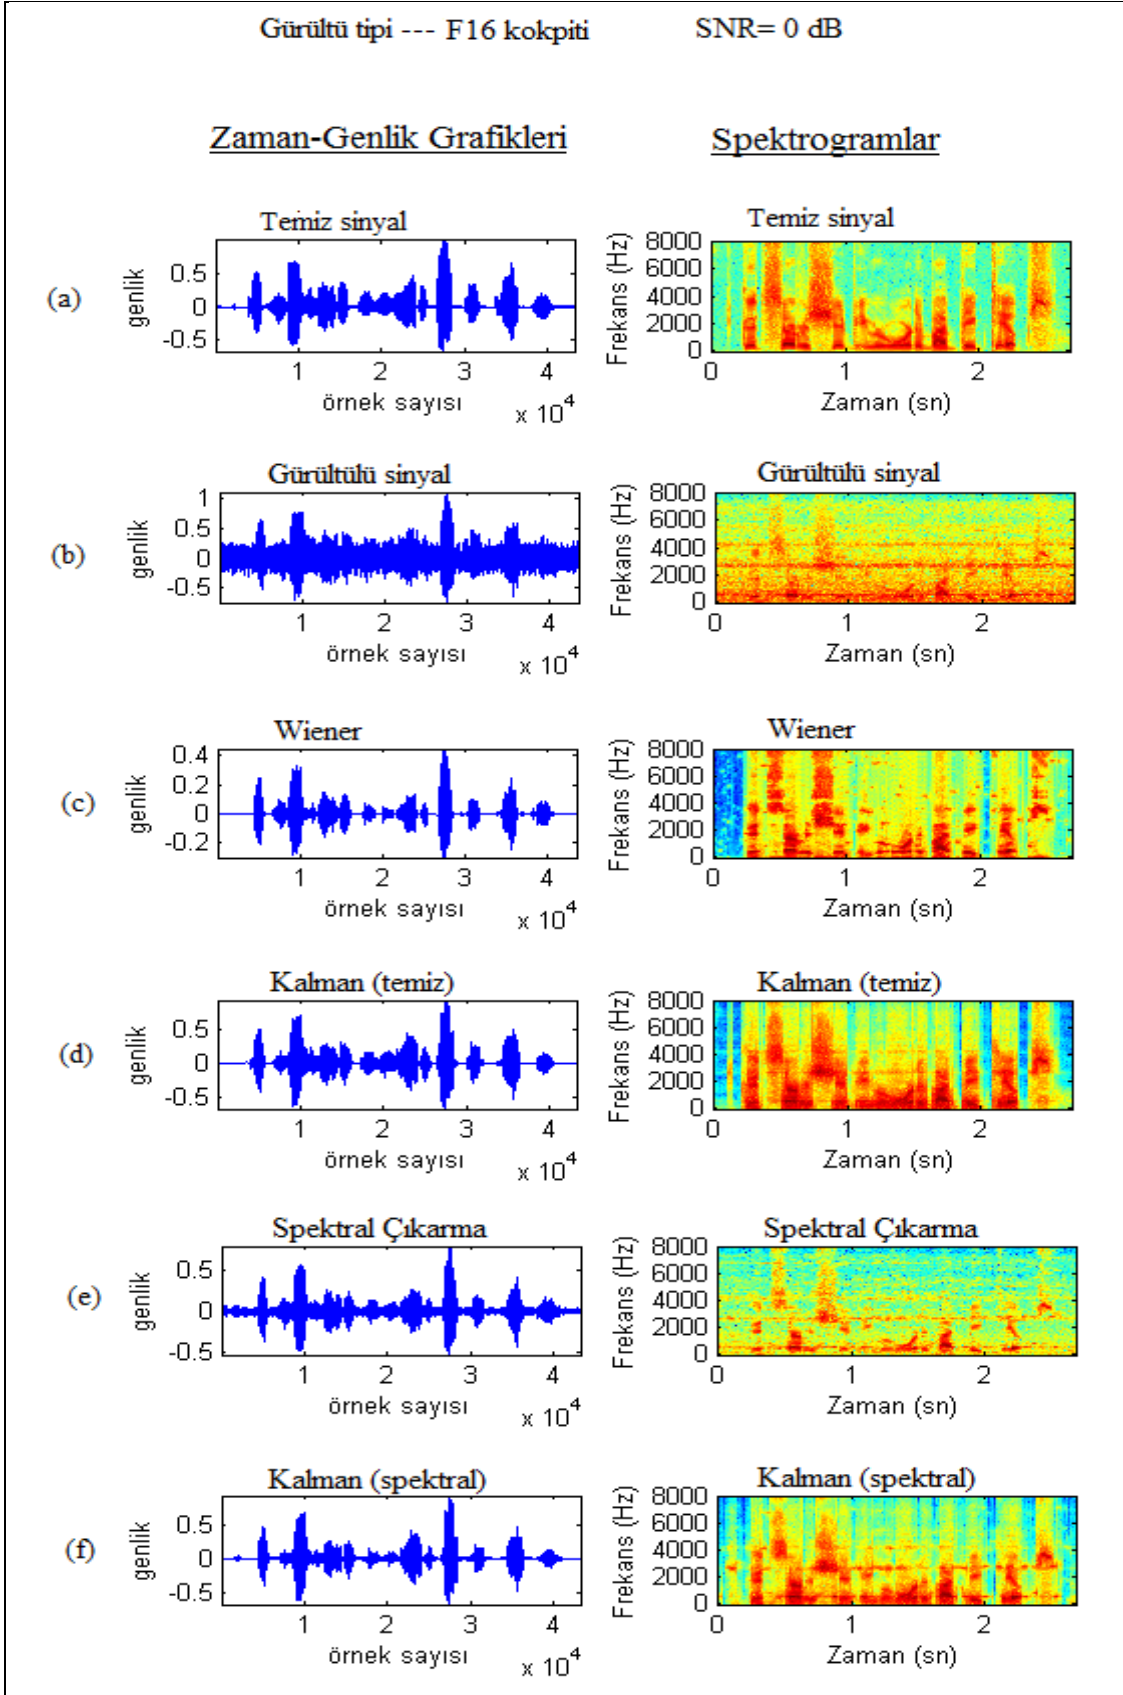 Gürültü tipi --- F16 kokpiti SNR= 0 dB
Zaman-Genlik Grafikleri Spektrogramlar
(a)
Temiz sinyal
genlik
0.5
0
-0.5
1 2 3 4
örnek sayısı
x 10^4
Temiz sinyal
Frekans (Hz)
8000
6000
4000
2000
0
0 1 2
Zaman (sn)
(b)
Gürültülü sinyal
genlik
1
0.5
0
-0.5
1 2 3 4
örnek sayısı
x 10^4
Gürültülü sinyal
Frekans (Hz)
8000
6000
4000
2000
0
0 1 2
Zaman (sn)
(c)
Wiener
genlik
0.4
0.2
0
-0.2
1 2 3 4
örnek sayısı
x 10^4
Wiener
Frekans (Hz)
8000
6000
4000
2000
0
0 1 2
Zaman (sn)
(d)
Kalman (temiz)
genlik
0.5
0
-0.5
1 2 3 4
örnek sayısı
x 10^4
Kalman (temiz)
Frekans (Hz)
8000
6000
4000
2000
0
0 1 2
Zaman (sn)
(e)
Spektral Çıkarma
genlik
0.5
0
-0.5
1 2 3 4
örnek sayısı
x 10^4
Spektral Çıkarma
Frekans (Hz)
8000
6000
4000
2000
0
0 1 2
Zaman (sn)
(f)
Kalman (spektral)
genlik
0.5
0
-0.5
1 2 3 4
örnek sayısı
x 10^4
Kalman (spektral)
Frekans (Hz)
8000
6000
4000
2000
0
0 1 2
Zaman (sn)